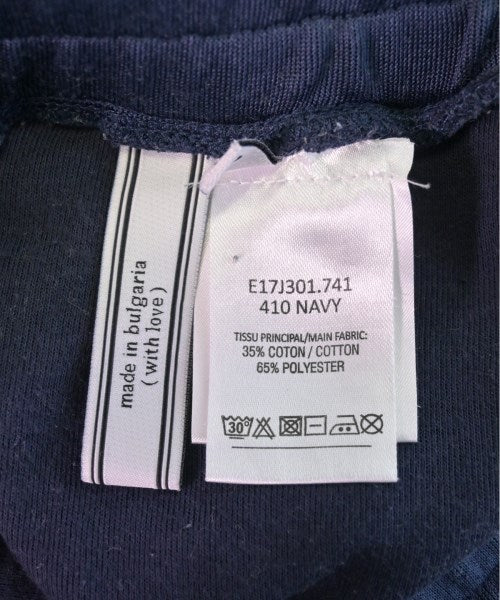 made in bulgaria
(with love)
E17J301.741
410 NAVY
TISSU PRINCIPAL/MAIN FABRIC:
35% COTON / COTTON
65% POLYESTER
30°